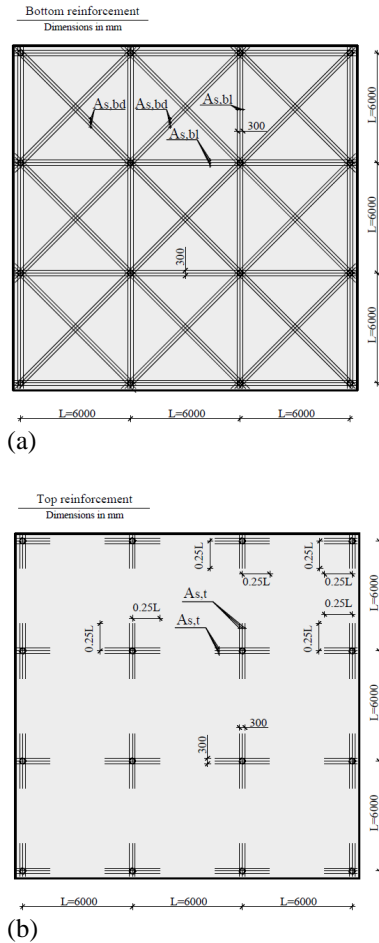 Bottom reinforcement
Dimensions in mm
As,bd As,bd As,bl
As,bl 300
300
L=6000
L=6000
L=6000
L=6000 L=6000 L=6000
(a)
Top reinforcement
Dimensions in mm
0.25L 0.25L
0.25L 0.25L
0.25L As,t 0.25L
0.25L As,t 0.25L
300
300
L=6000
L=6000
L=6000
L=6000 L=6000 L=6000
(b)